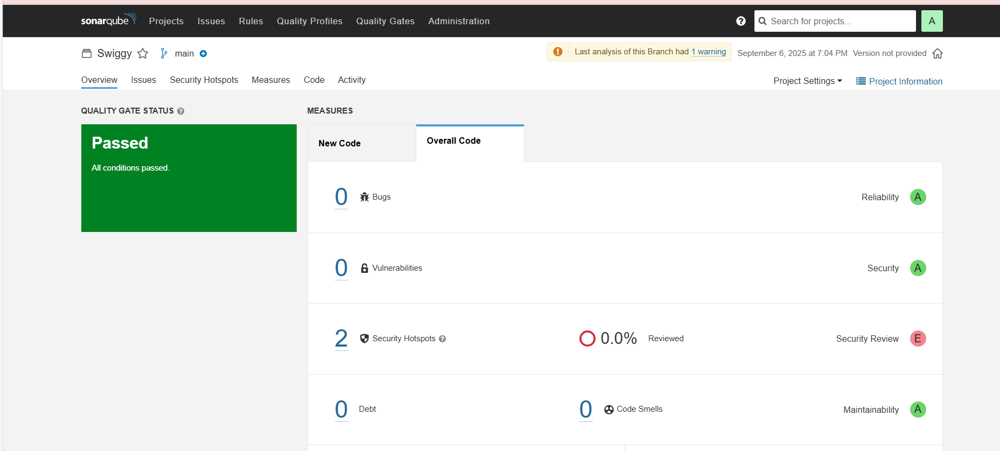 sonarqube Projects Issues Rules Quality Profiles Quality Gates Administration ? Search for projects... A
Swiggy main Last analysis of this Branch had 1 warning September 6, 2025 at 7:04 PM Version not provided
Overview Issues Security Hotspots Measures Code Activity Project Settings Project Information
QUALITY GATE STATUS ?
Passed
All conditions passed.
MEASURES
New Code Overall Code
0 Bugs Reliability A
0 Vulnerabilities Security A
2 Security Hotspots ? 0.0% Reviewed Security Review E
0 Debt 0 Code Smells Maintainability A